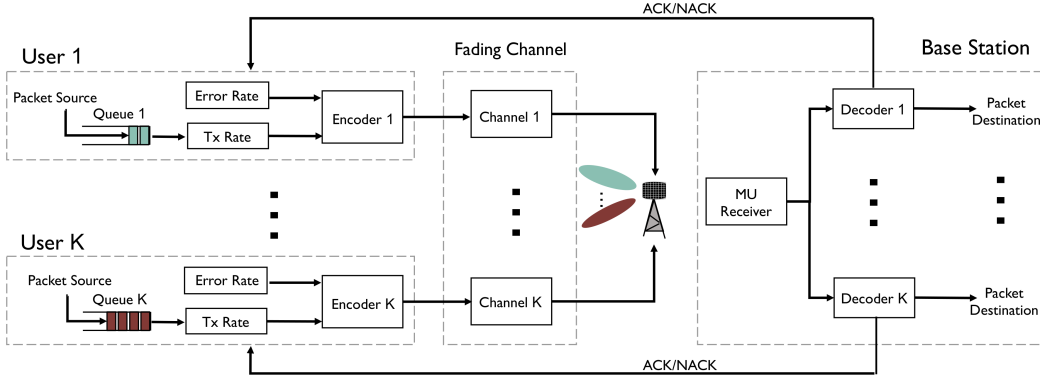 ACK/NACK
User 1
Fading Channel
Base Station
Packet Source
Queue 1
Error Rate
Tx Rate
Encoder 1
Channel 1
Decoder 1
Packet
Destination
MU
Receiver
User K
Packet Source
Queue K
Error Rate
Tx Rate
Encoder K
Channel K
Decoder K
Packet
Destination
ACK/NACK